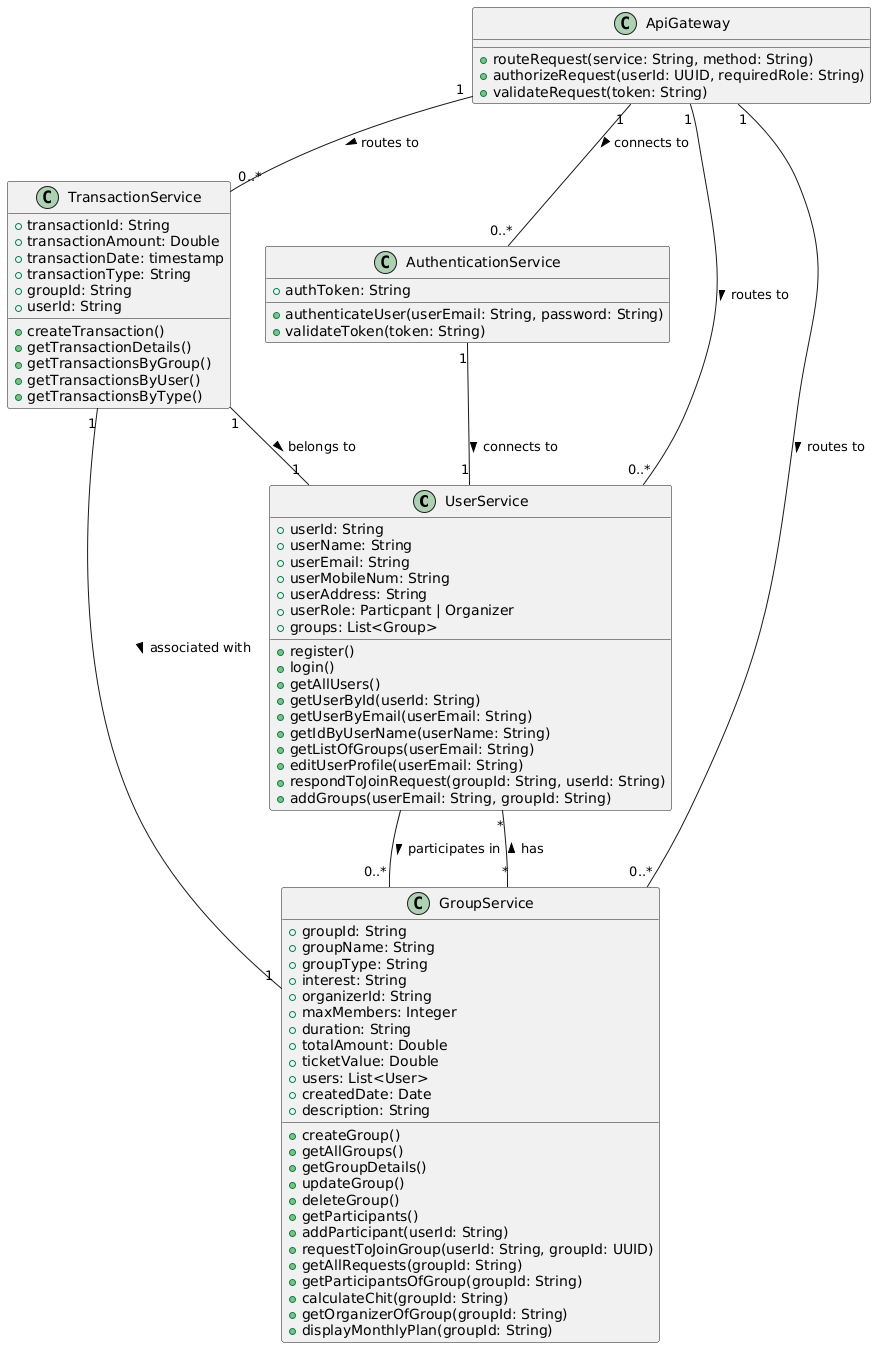 C ApiGateway
routeRequest(service: String, method: String)
authorizeRequest(userId: UUID, requiredRole: String)
validateRequest(token: String)
1
1
1
1
routes to
connects to
0..*
C TransactionService
transactionId: String
transactionAmount: Double
transactionDate: timestamp
transactionType: String
groupId: String
userId: String
createTransaction()
getTransactionDetails()
getTransactionsByGroup()
getTransactionsByUser()
getTransactionsByType()
0..*
C AuthenticationService
authToken: String
authenticateUser(userEmail: String, password: String)
validateToken(token: String)
routes to
1
1
1
belongs to
connects to
routes to
1
1
0..*
C UserService
userId: String
userName: String
userEmail: String
userMobileNum: String
userAddress: String
userRole: Particpant | Organizer
groups: List<Group>
register()
login()
getAllUsers()
getUserById(userId: String)
getUserByEmail(userEmail: String)
getIdByUserName(userName: String)
getListOfGroups(userEmail: String)
editUserProfile(userEmail: String)
respondToJoinRequest(groupId: String, userId: String)
addGroups(userEmail: String, groupId: String)
associated with
*
participates in
has
0..*
*
0..*
1
C GroupService
groupId: String
groupName: String
groupType: String
interest: String
organizerId: String
maxMembers: Integer
duration: String
totalAmount: Double
ticketValue: Double
users: List<User>
createdDate: Date
description: String
createGroup()
getAllGroups()
getGroupDetails()
updateGroup()
deleteGroup()
getParticipants()
addParticipant(userId: String)
requestToJoinGroup(userId: String, groupId: UUID)
getAllRequests(groupId: String)
getParticipantsOfGroup(groupId: String)
calculateChit(groupId: String)
getOrganizerOfGroup(groupId: String)
displayMonthlyPlan(groupId: String)